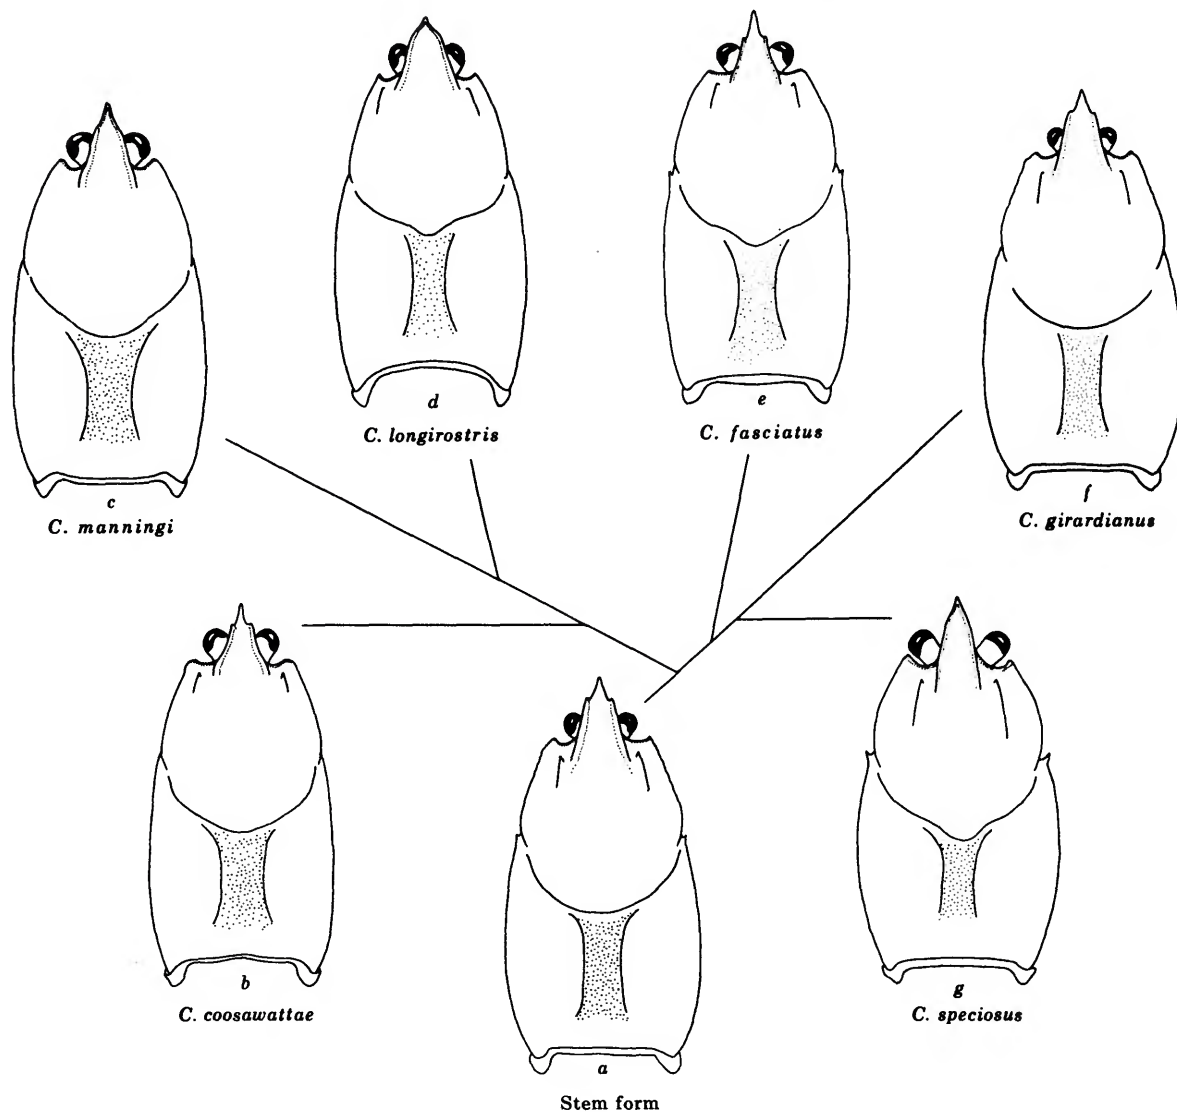 d
C. longirostris
e
C. fasciatus
c
C. manningi
f
C. girardianus
b
C. coosawattae
g
C. speciosus
a
Stem form